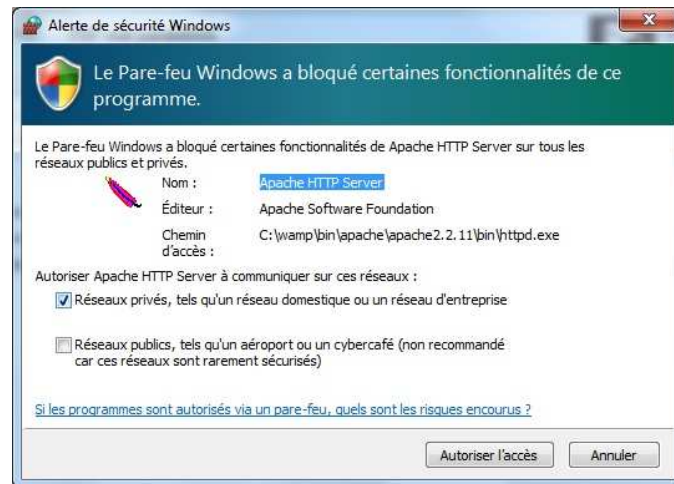 Alerte de sécurité Windows
Le Pare-feu Windows a bloqué certaines fonctionnalités de ce
programme.
Le Pare-feu Windows a bloqué certaines fonctionnalités de Apache HTTP Server sur tous les
réseaux publics et privés.
Nom : Apache HTTP Server
Éditeur : Apache Software Foundation
Chemin C:\wamp\bin\apache\apache2.2.11\bin\httpd.exe
d'accès :
Autoriser Apache HTTP Server à communiquer sur ces réseaux :
Réseaux privés, tels qu'un réseau domestique ou un réseau d'entreprise
Réseaux publics, tels qu'un aéroport ou un cybercafé (non recommandé
car ces réseaux sont rarement sécurisés)
Si les programmes sont autorisés via un pare-feu, quels sont les risques encourus ?
Autoriser l'accès Annuler